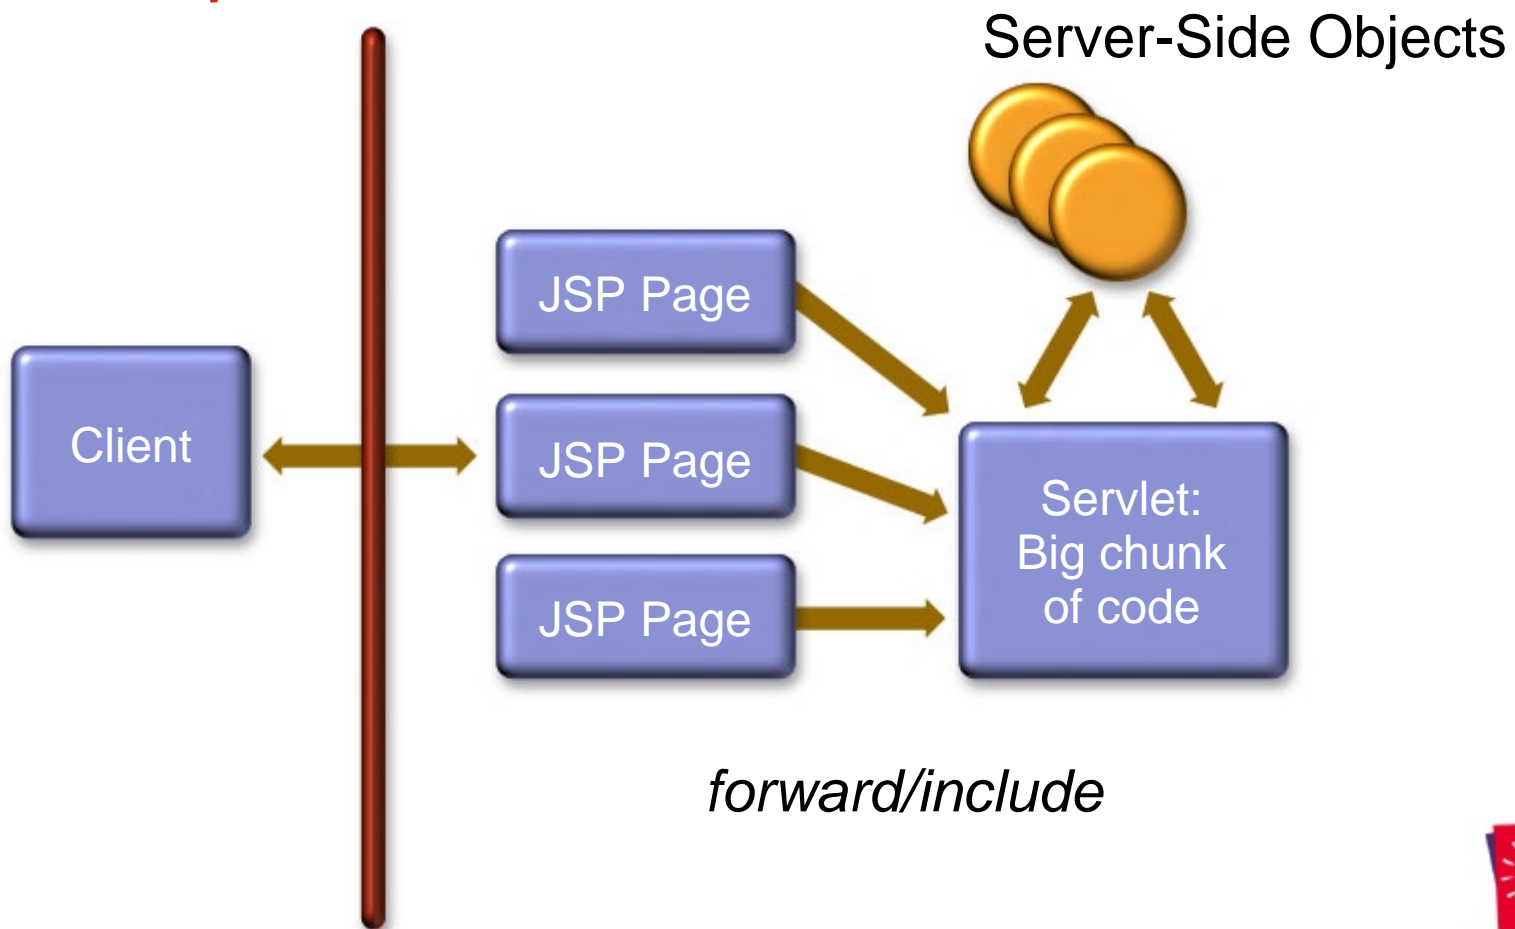 Server-Side Objects
JSP Page
Client
JSP Page
Servlet:
Big chunk
of code
JSP Page
forward/include